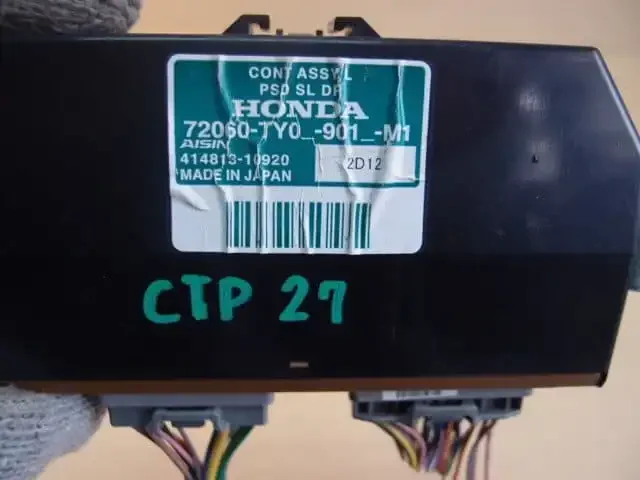 CONT ASSY L
PSD SL DR
HONDA
72060-TY0_-901_-M1
AISIN
414813-10920
2D12
MADE IN JAPAN
CTP 27